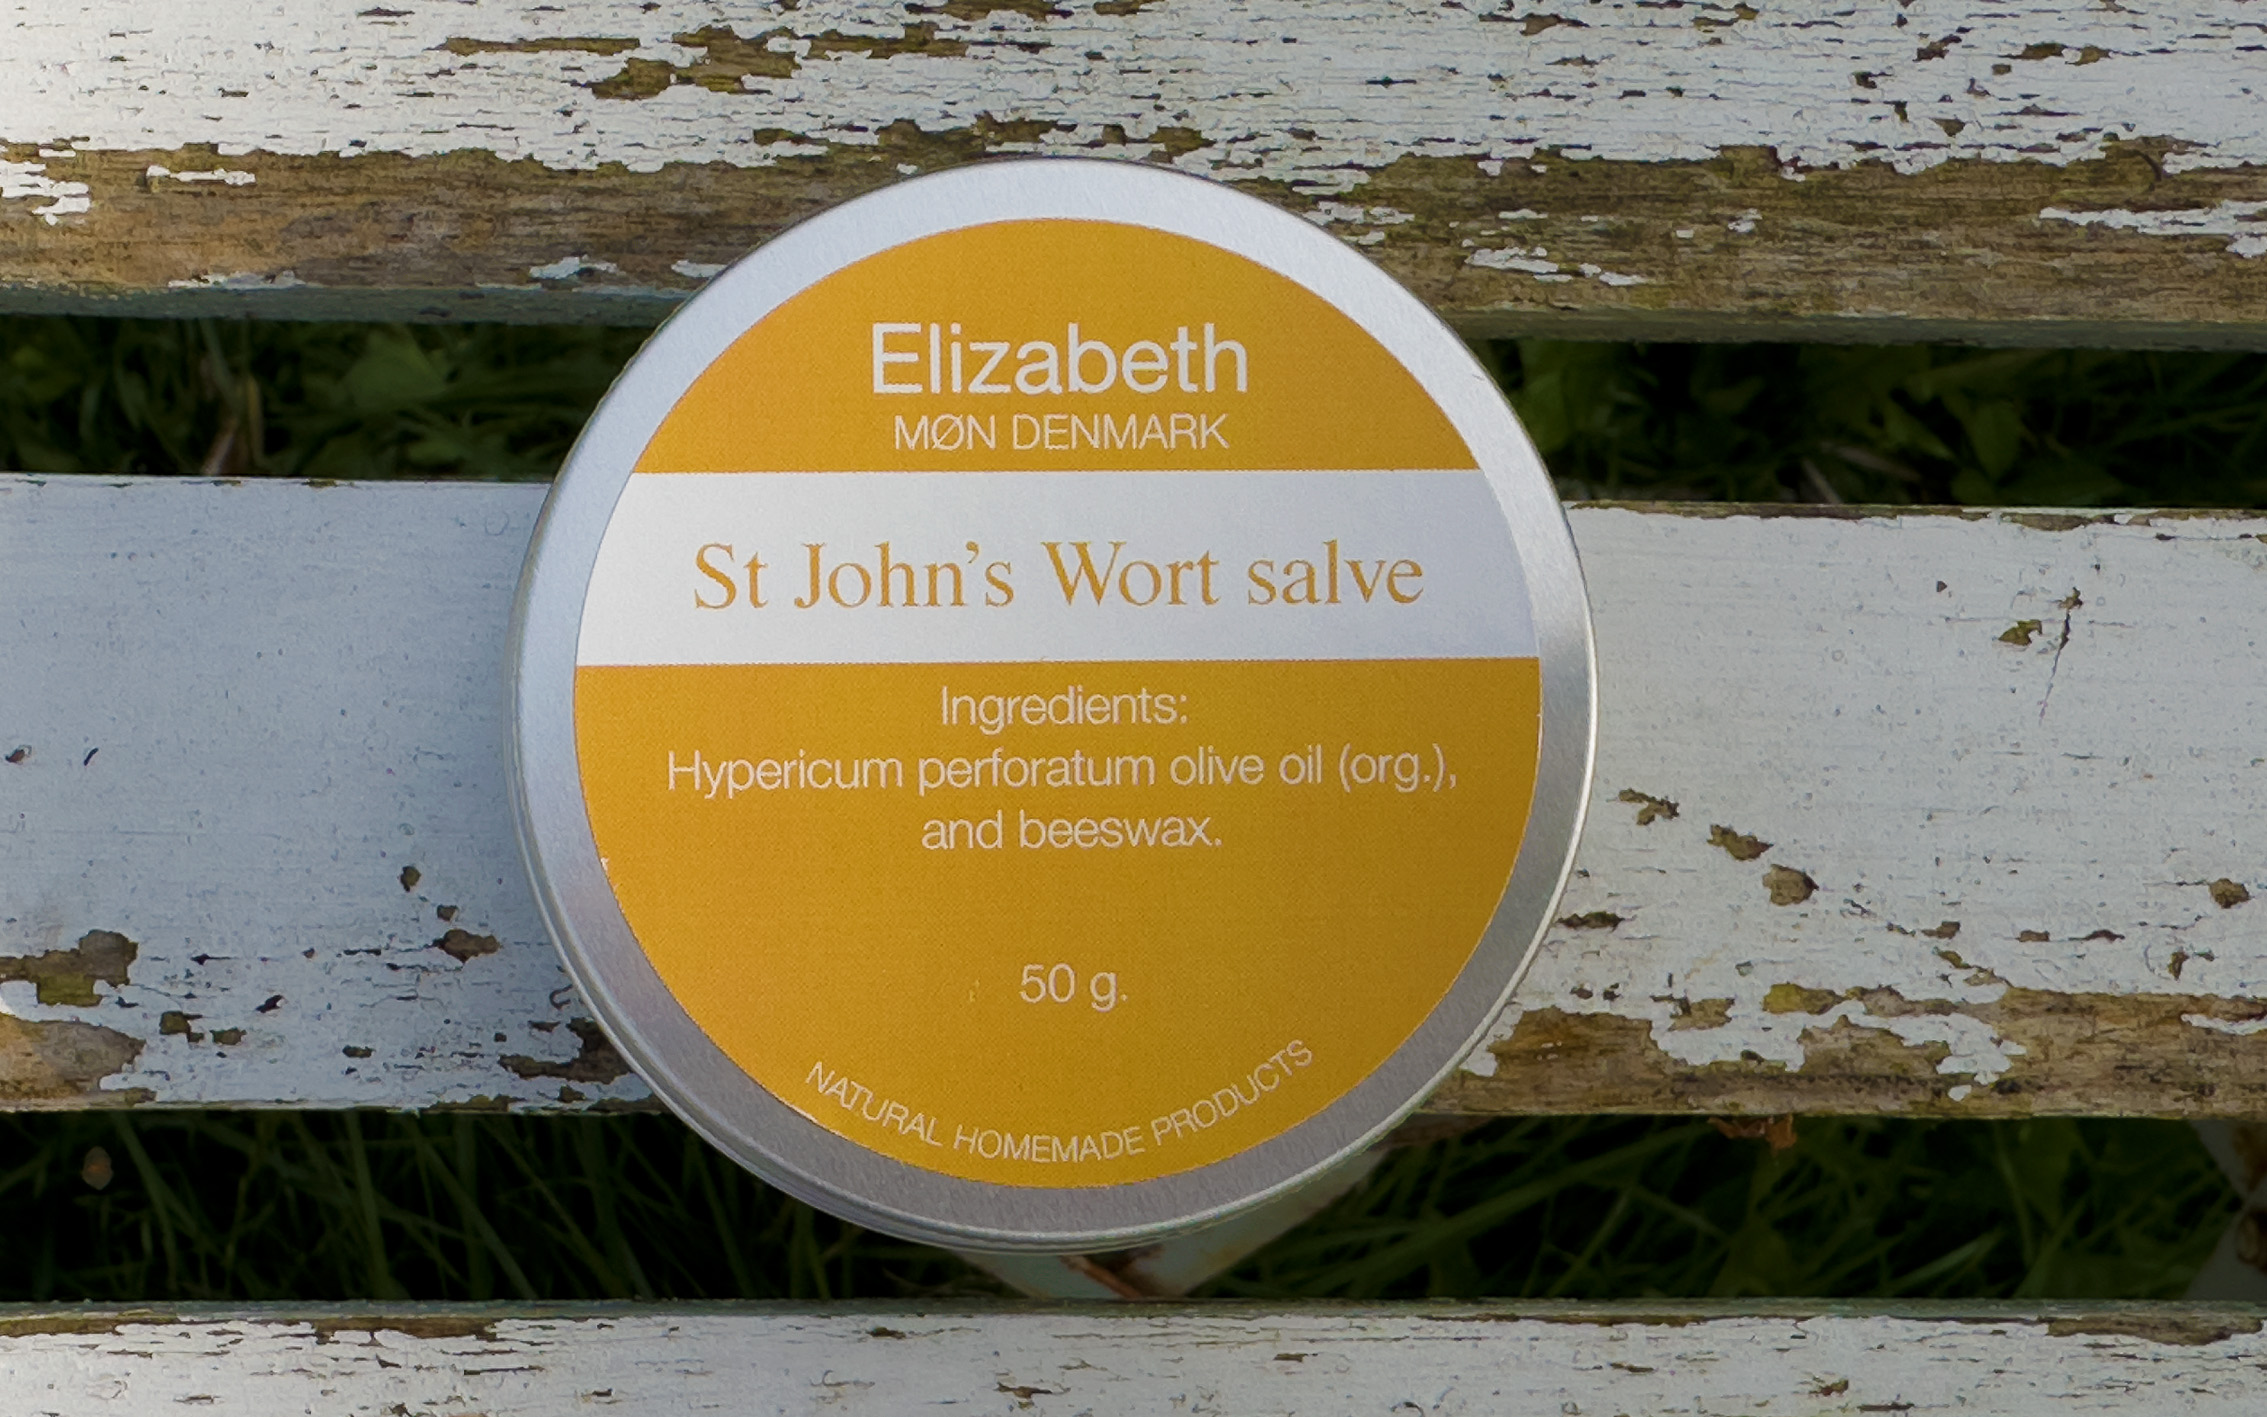 Elizabeth
MØN DENMARK
St John’s Wort salve
Ingredients:
Hypericum perforatum olive oil (org.),
and beeswax.
50 g.
NATURAL HOMEMADE PRODUCTS